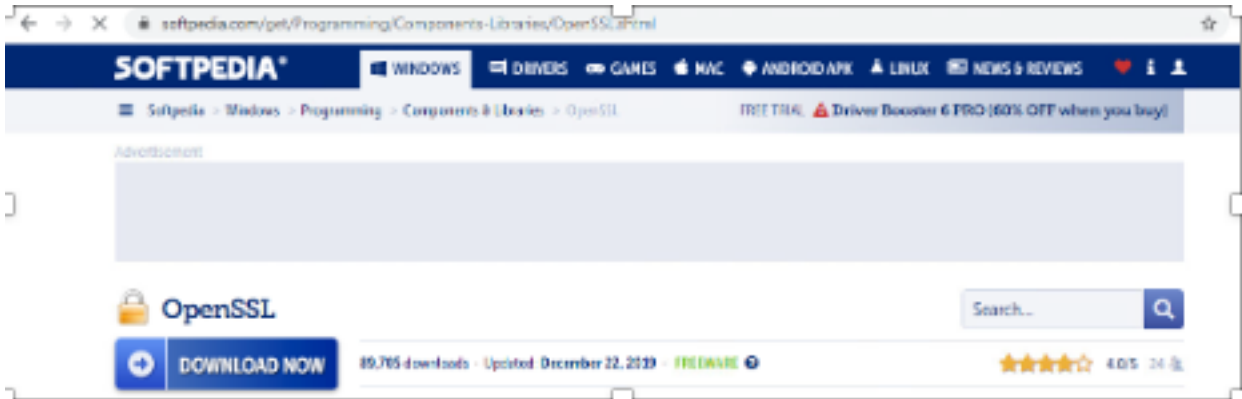 softpedia.com/get/Programming/Components-Libraries/OpenSSL.shtml
SOFTPEDIA® WINDOWS DRIVERS GAMES MAC ANDROID APK LINUX NEWS & REVIEWS
Softpedia > Windows > Programming > Components & Libraries > OpenSSL FREE TRIAL Driver Booster 6 PRO (60% OFF when you buy)
Advertisement
OpenSSL Search...
DOWNLOAD NOW 89,785 downloads · Updated: December 22, 2019 · FREEWARE 4.0/5 24